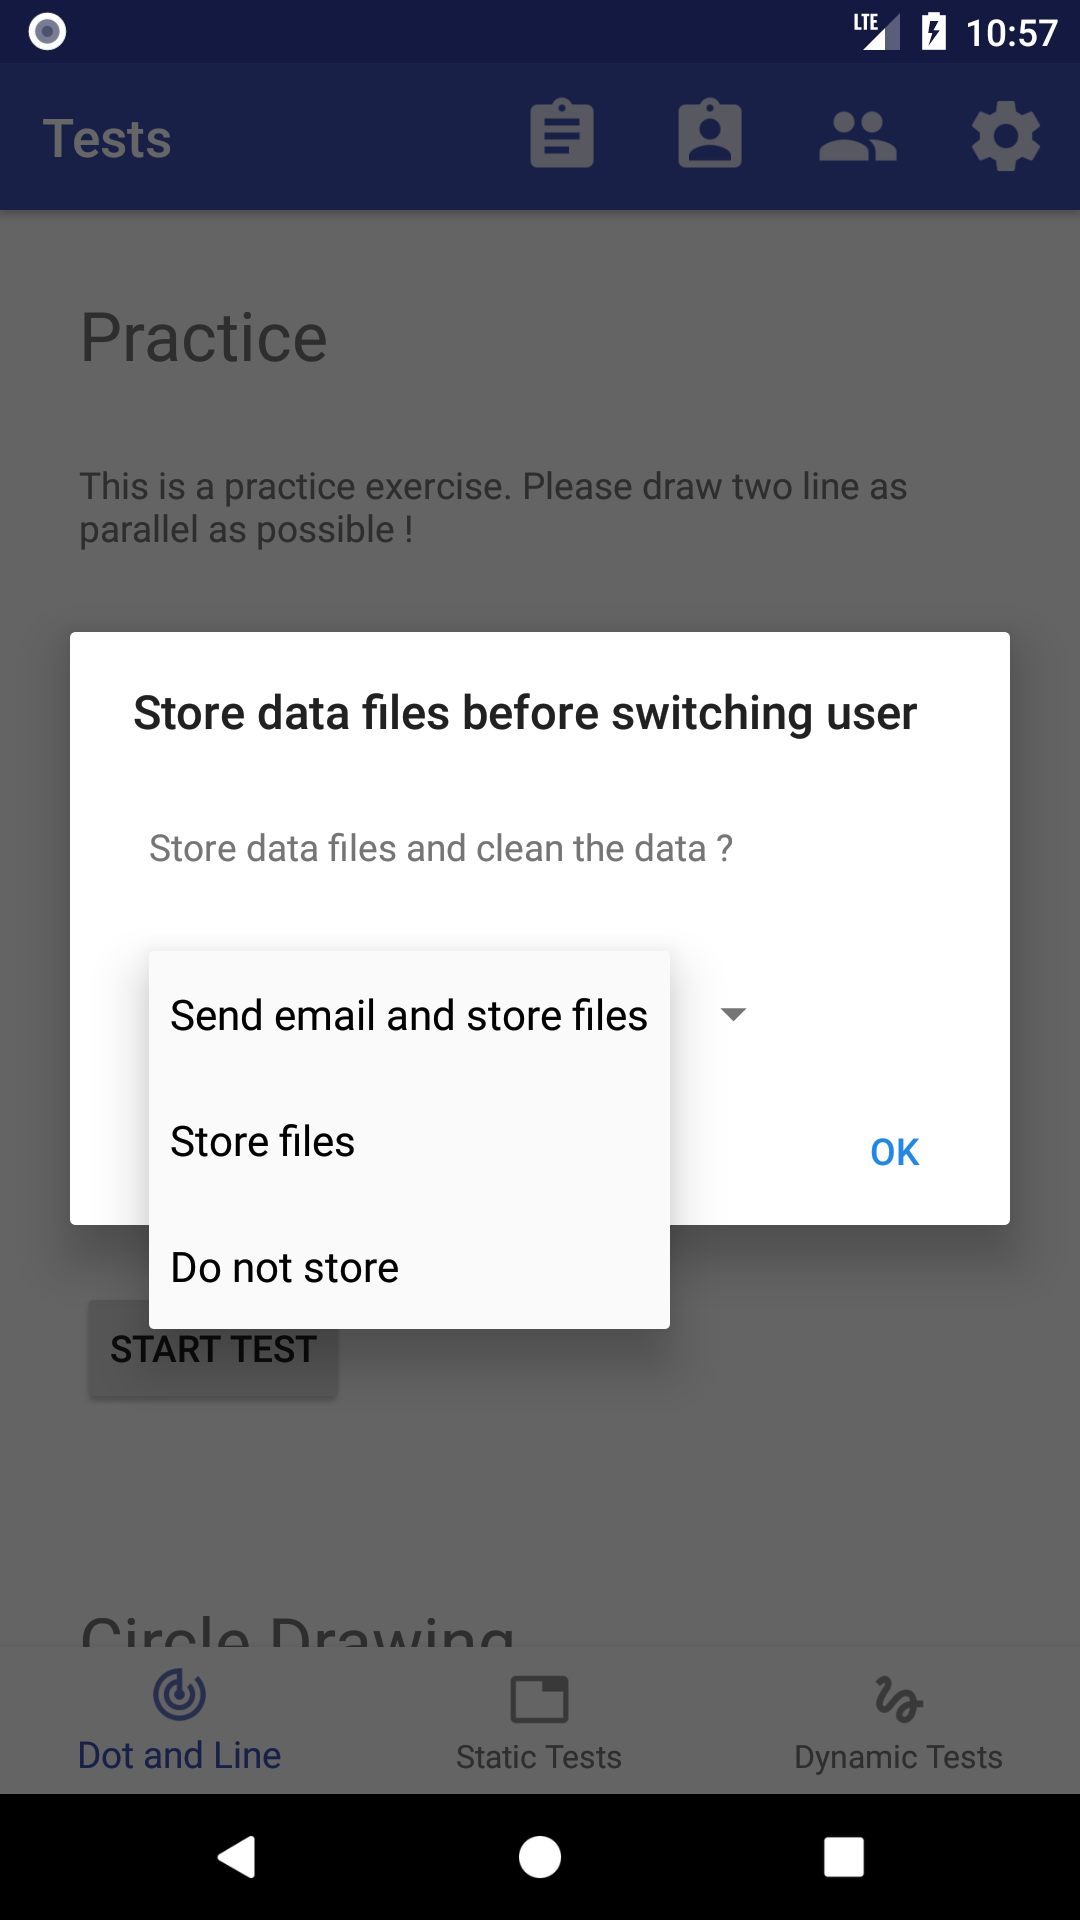 LTE 10:57
Tests
Practice
This is a practice exercise. Please draw two line as
parallel as possible !
Store data files before switching user
Store data files and clean the data ?
Send email and store files
Store files
OK
Do not store
START TEST
Circle Drawing
Dot and Line
Static Tests
Dynamic Tests